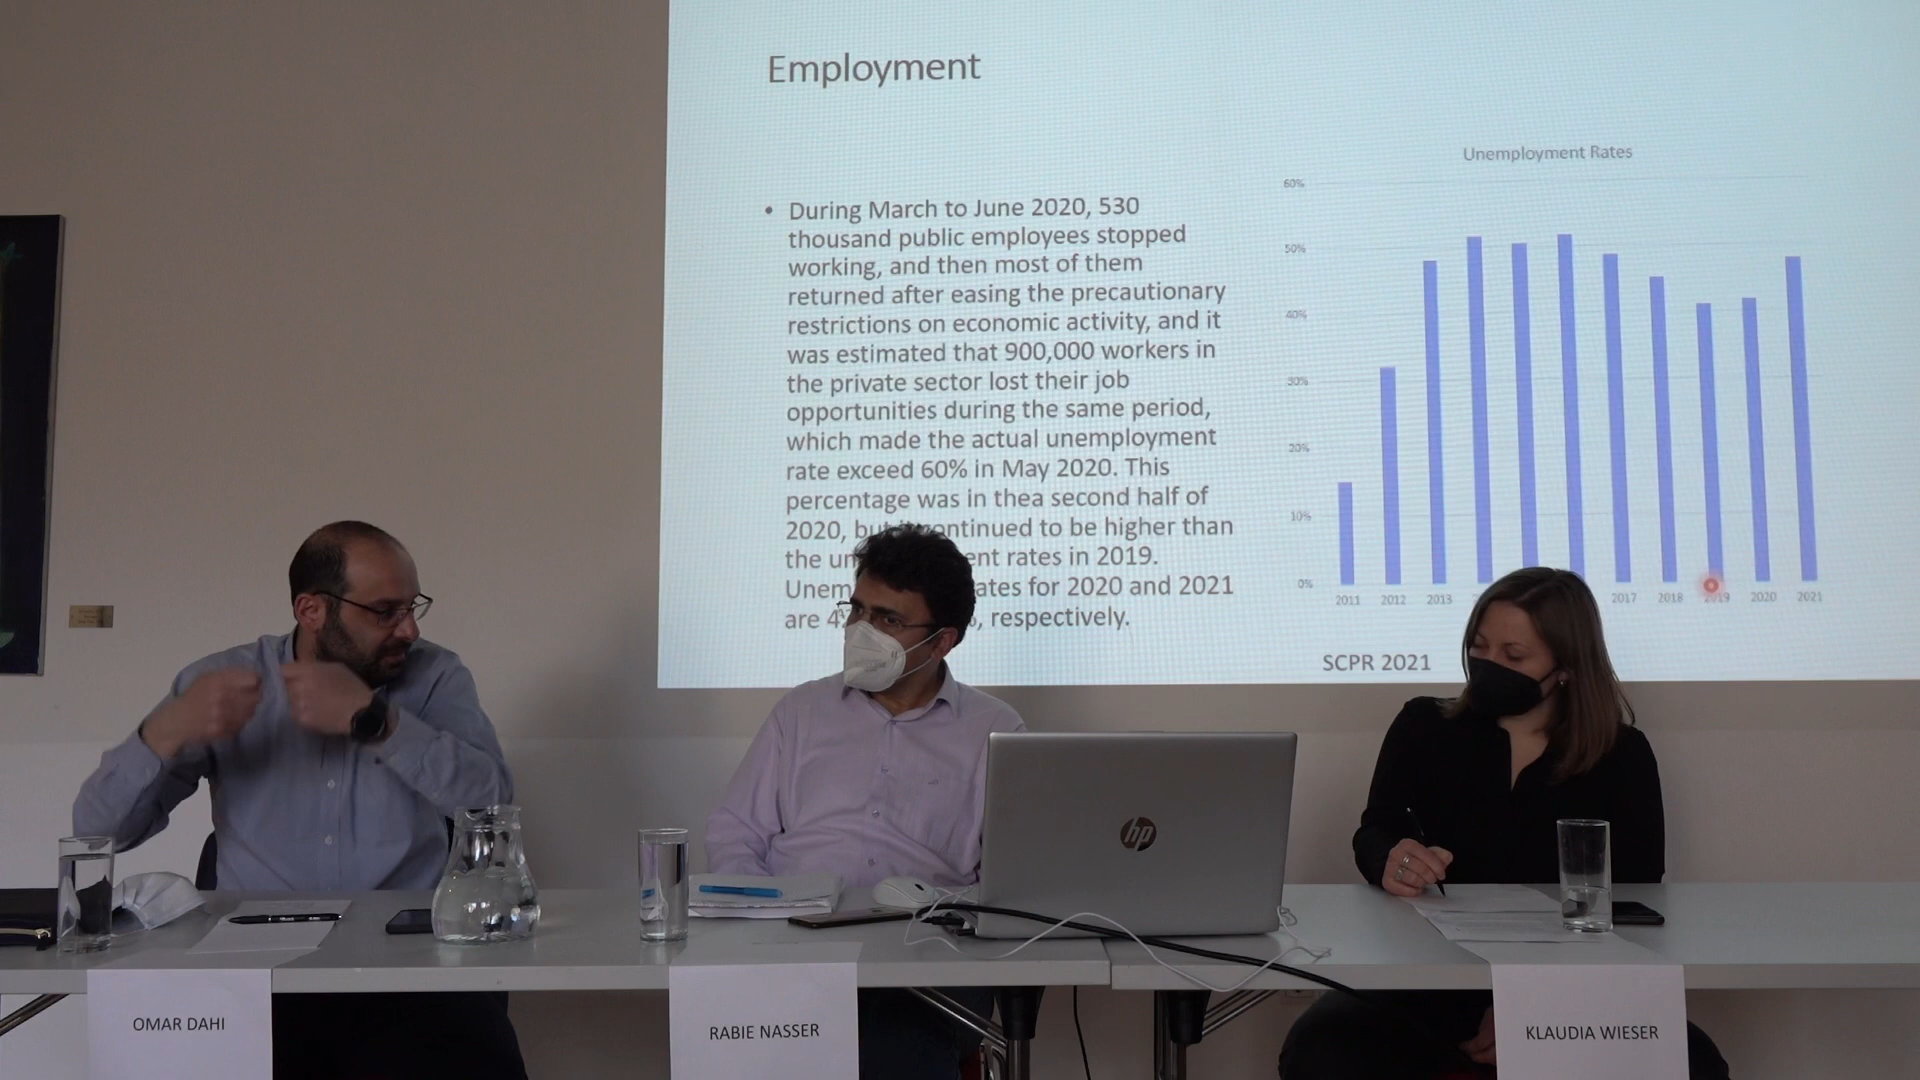 Employment
• During March to June 2020, 530
thousand public employees stopped
working, and then most of them
returned after easing the precautionary
restrictions on economic activity, and it
was estimated that 900,000 workers in
the private sector lost their job
opportunities during the same period,
which made the actual unemployment
rate exceed 60% in May 2020. This
percentage was in thea second half of
2020, but it continued to be higher than
the rates in 2019.
for 2020 and 2021
are respectively.
Unemployment Rates
60%
50%
40%
30%
20%
10%
0%
2011 2012 2013 2017 2018 2019 2020 2021
SCPR 2021
hp
OMAR DAHI
RABIE NASSER
KLAUDIA WIESER